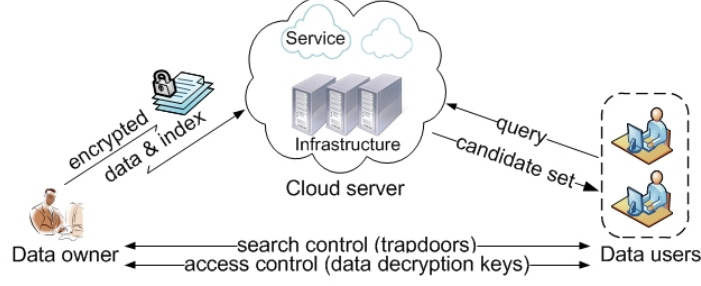 Service
Infrastructure
Cloud server
encrypted
data & index
query
candidate set
Data owner
search control (trapdoors)
access control (data decryption keys)
Data users